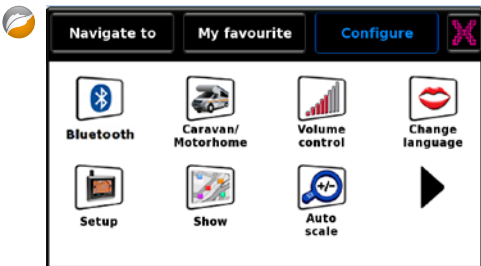 Navigate to My favourite Configure
Bluetooth Caravan/ Volume Change
Motorhome control language
+/-
Setup Show Auto
scale